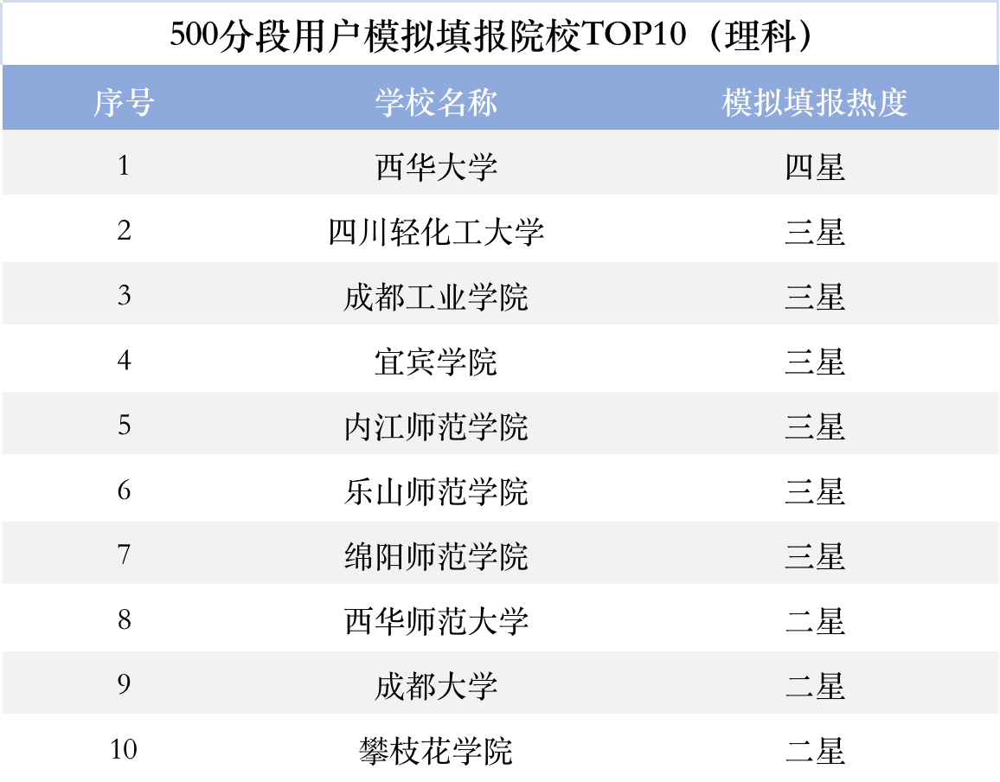 500分段用户模拟填报院校TOP10（理科）
序号 学校名称 模拟填报热度
1 西华大学 四星
2 四川轻化工大学 三星
3 成都工业学院 三星
4 宜宾学院 三星
5 内江师范学院 三星
6 乐山师范学院 三星
7 绵阳师范学院 三星
8 西华师范大学 二星
9 成都大学 二星
10 攀枝花学院 二星